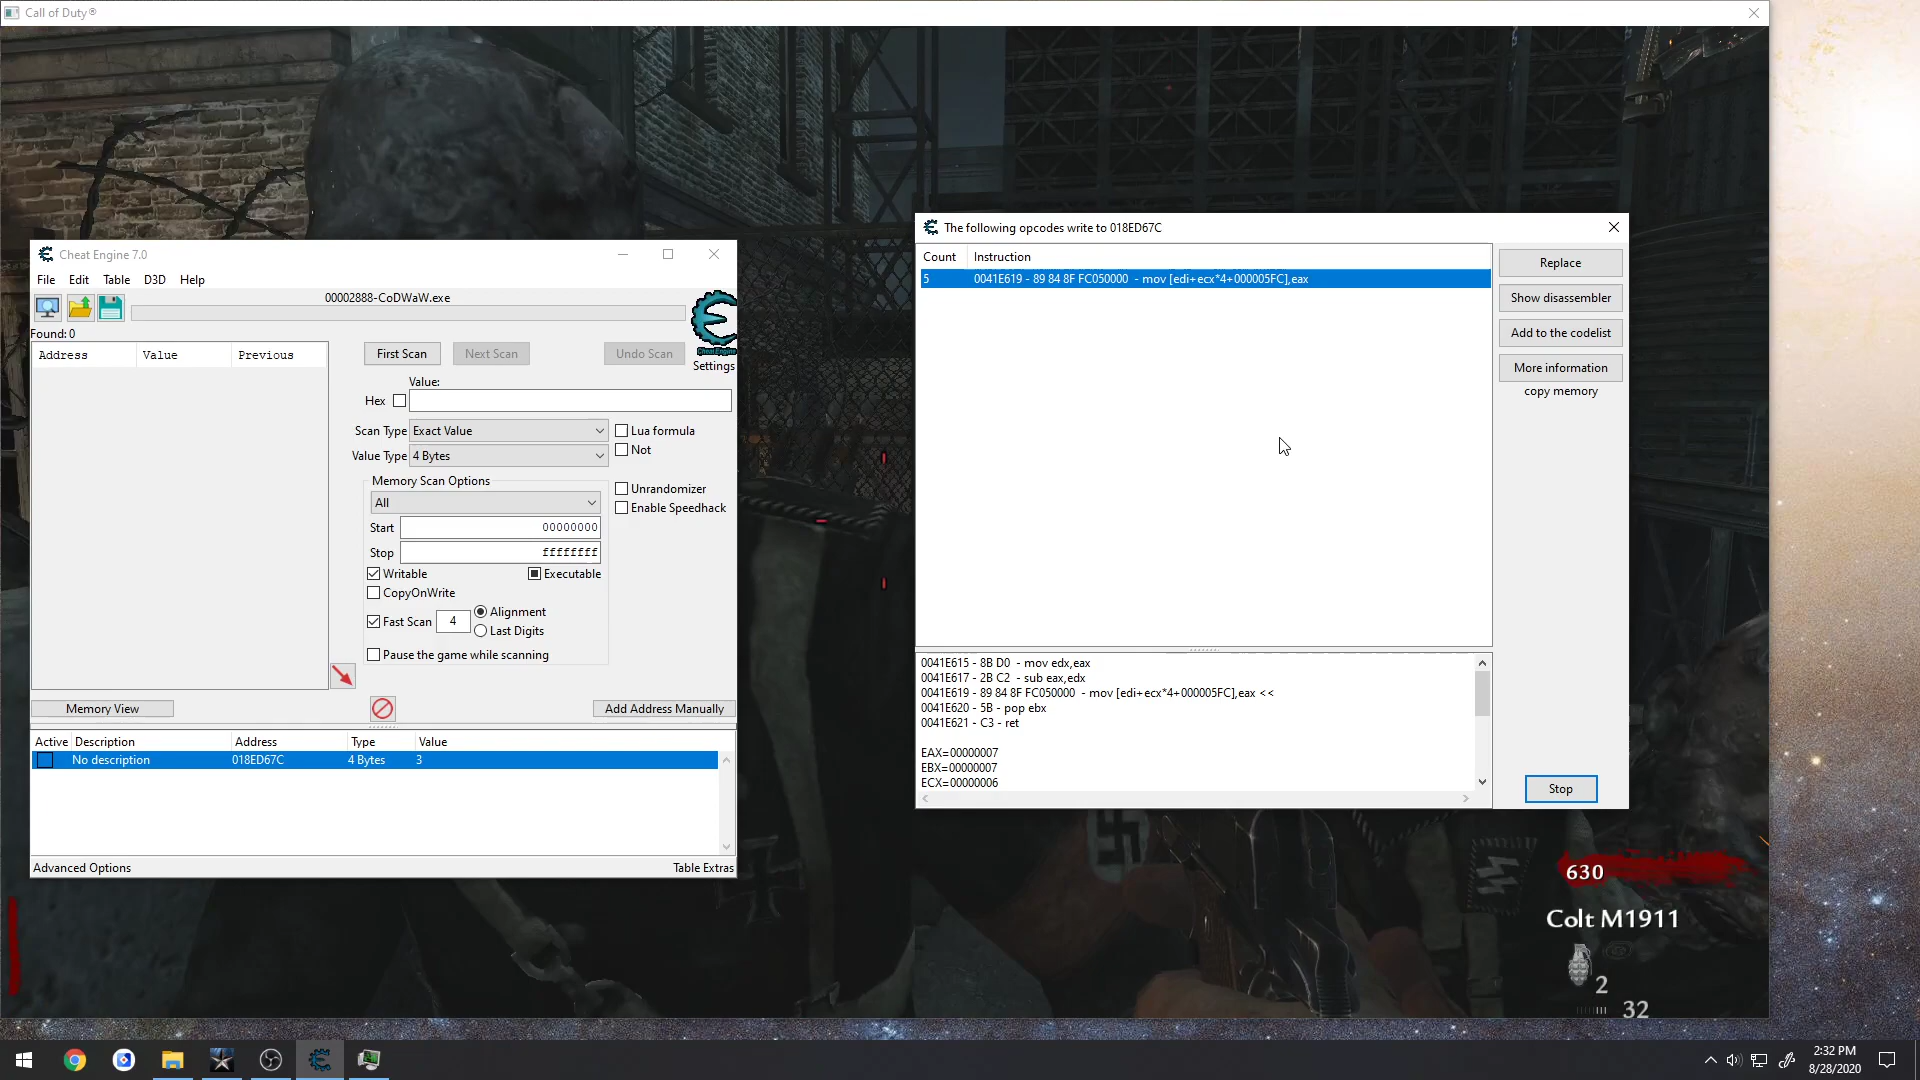 Call of Duty®
Cheat Engine 7.0
File Edit Table D3D Help
00002888-CoDWaW.exe
Found: 0
Address Value Previous
First Scan Next Scan Undo Scan
Cheat Engine
Settings
Value:
Hex
Scan Type Exact Value Lua formula
Not
Value Type 4 Bytes
Memory Scan Options
All
Unrandomizer
Enable Speedhack
Start 00000000
Stop ffffffff
Writable Executable
CopyOnWrite
Fast Scan 4 Alignment
Last Digits
Pause the game while scanning
Memory View Add Address Manually
Active Description Address Type Value
No description 018ED67C 4 Bytes 3
Advanced Options Table Extras
The following opcodes write to 018ED67C
Count Instruction
5 0041E619 - 89 84 8F FC050000 - mov [edi+ecx*4+000005FC],eax
Replace
Show disassembler
Add to the codelist
More information
copy memory
0041E615 - 8B D0 - mov edx,eax
0041E617 - 2B C2 - sub eax,edx
0041E619 - 89 84 8F FC050000 - mov [edi+ecx*4+000005FC],eax <<
0041E620 - 5B - pop ebx
0041E621 - C3 - ret
EAX=00000007
EBX=00000007
ECX=00000006
Stop
630
Colt M1911
2
32
2:32 PM
8/28/2020